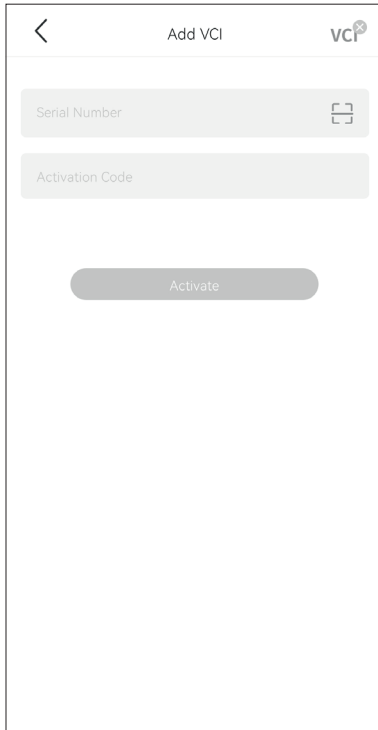 Add VCI
VCI
Serial Number
Activation Code
Activate